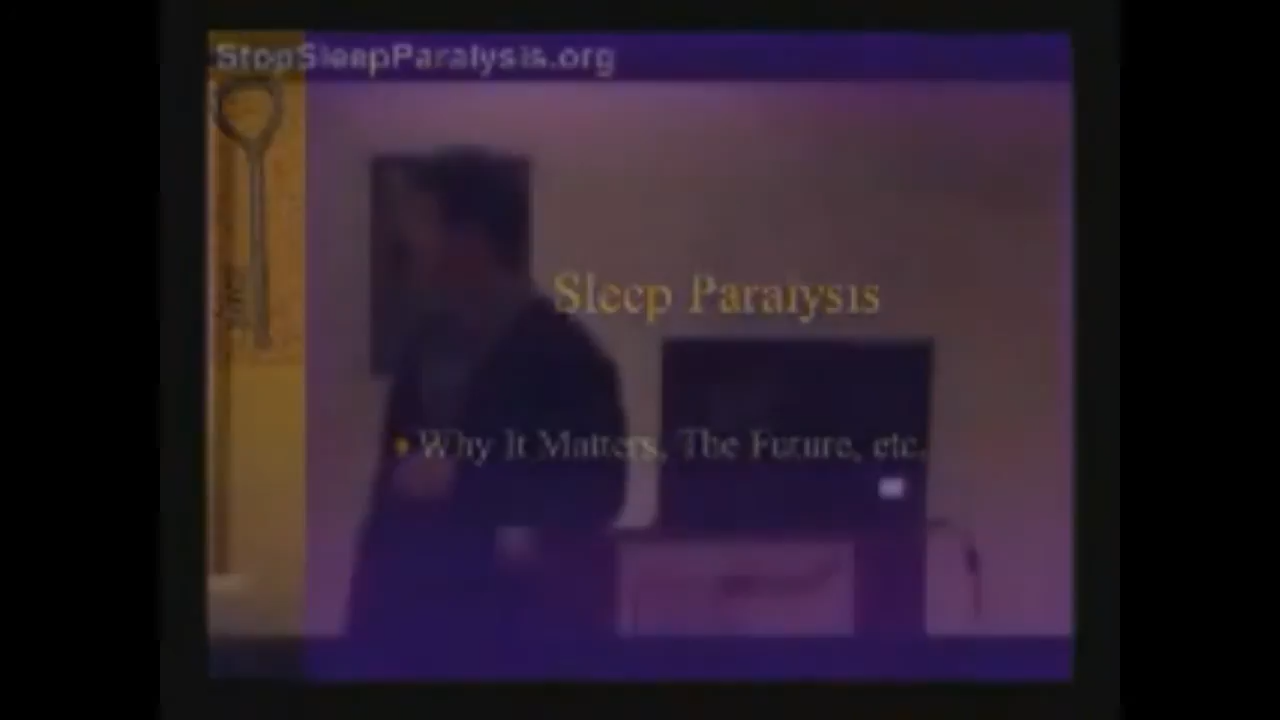 StopSleepParalysis.org
Sleep Paralysis
• Why It Matters, The Future, etc.